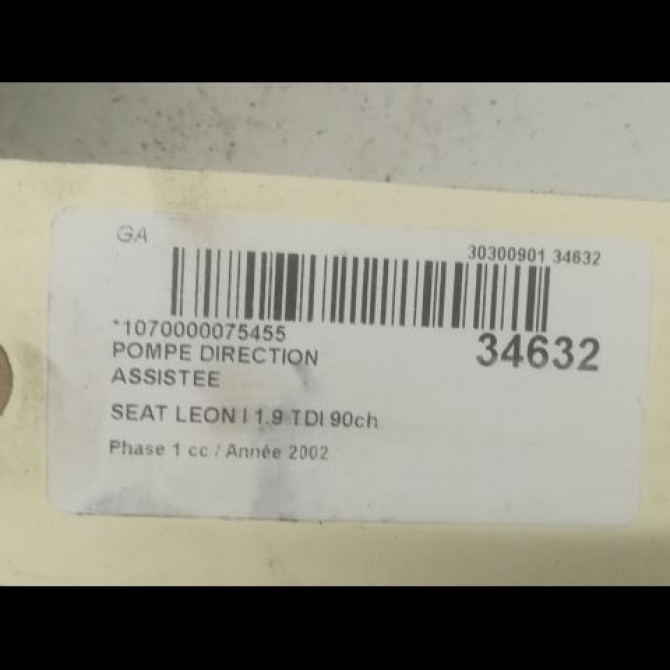 GA
30300901 34632
*1070000075455
34632
POMPE DIRECTION
ASSISTEE
SEAT LEON I 1.9 TDI 90ch
Phase 1 cc / Année 2002